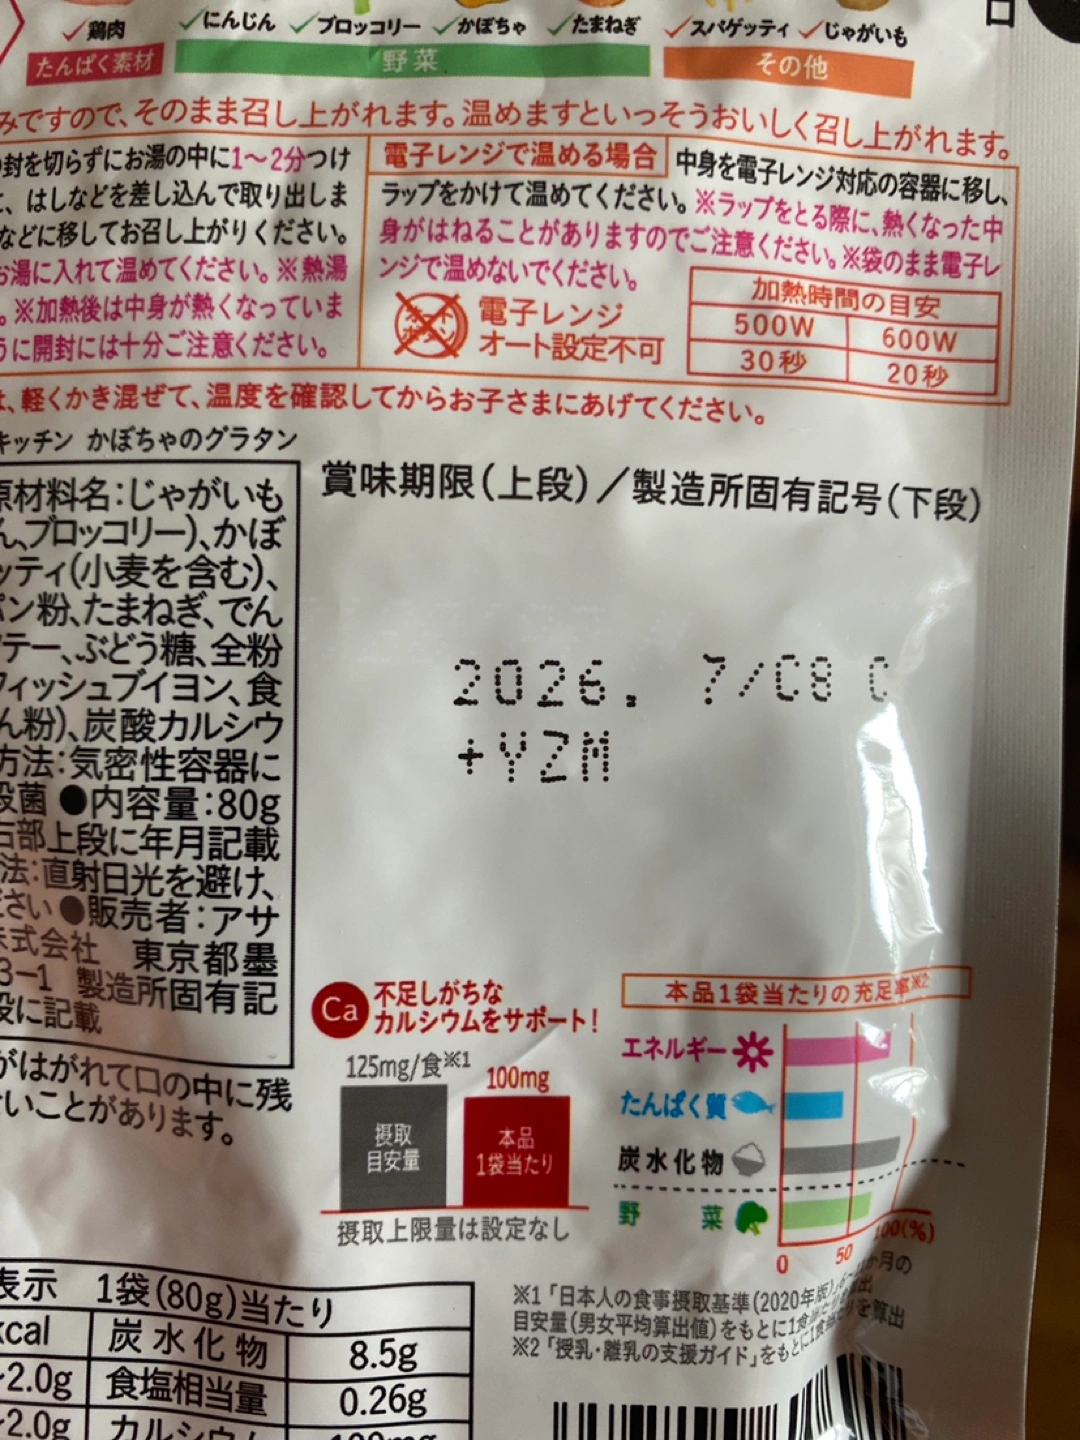 鶏肉
にんじん ブロッコリー かぼちゃ たまねぎ
スパゲッティ じゃがいも
たんぱく素材
野菜
その他
みですので、そのまま召し上がれます。温めますといっそうおいしく召し上がれます。
封を切らずにお湯の中に1〜2分つけ
、はしなどを差し込んで取り出しま
などに移してお召し上がりください。
お湯に入れて温めてください。※熱湯
。※加熱後は中身が熱くなっていま
うに開封には十分ご注意ください。
電子レンジで温める場合 中身を電子レンジ対応の容器に移し、
ラップをかけて温めてください。※ラップをとる際に、熱くなった中
身がはねることがありますのでご注意ください。※袋のまま電子レ
ンジで温めないでください。
電子レンジ
オート設定不可
加熱時間の目安
500W 600W
30秒 20秒
、軽くかき混ぜて、温度を確認してからお子さまにあげてください。
キッチン かぼちゃのグラタン
原材料名:じゃがいも
ん、ブロッコリー)、かぼ
ッティ(小麦を含む)、
パン粉、たまねぎ、でん
テー、ぶどう糖、全粉
フィッシュブイヨン、食
ん粉)、炭酸カルシウ
方法:気密性容器に
殺菌 ●内容量:80g
右部上段に年月記載
法:直射日光を避け、
ださい ●販売者:アサ
株式会社 東京都墨
3-1 製造所固有記
段に記載
がはがれて口の中に残
いことがあります。
賞味期限(上段)/製造所固有記号(下段)
2026. 7/C8 C
+YZM
Ca
不足しがちな
カルシウムをサポート!
125mg/食※1
100mg
摂取
目安量
本品
1袋当たり
摂取上限量は設定なし
本品1袋当たりの充足率※2
エネルギー
たんぱく質
炭水化物
野菜
0 50 100(%)
※1「日本人の食事摂取基準(2020年版)」
目安量(男女平均算出値)をもとに1食
※2「授乳・離乳の支援ガイド」をもとに1食
か月の
を算出
表示 1袋(80g)当たり
kcal 炭水化物 8.5g
2.0g 食塩相当量 0.26g
2.0g カルシウム 100mg